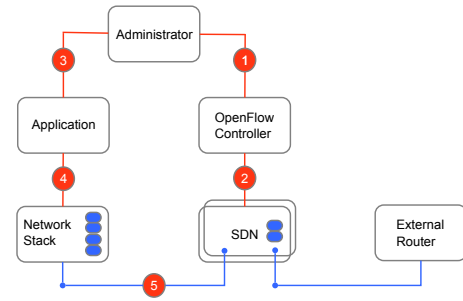 Administrator
3
1
Application
OpenFlow
Controller
4
2
Network
Stack
SDN
External
Router
5